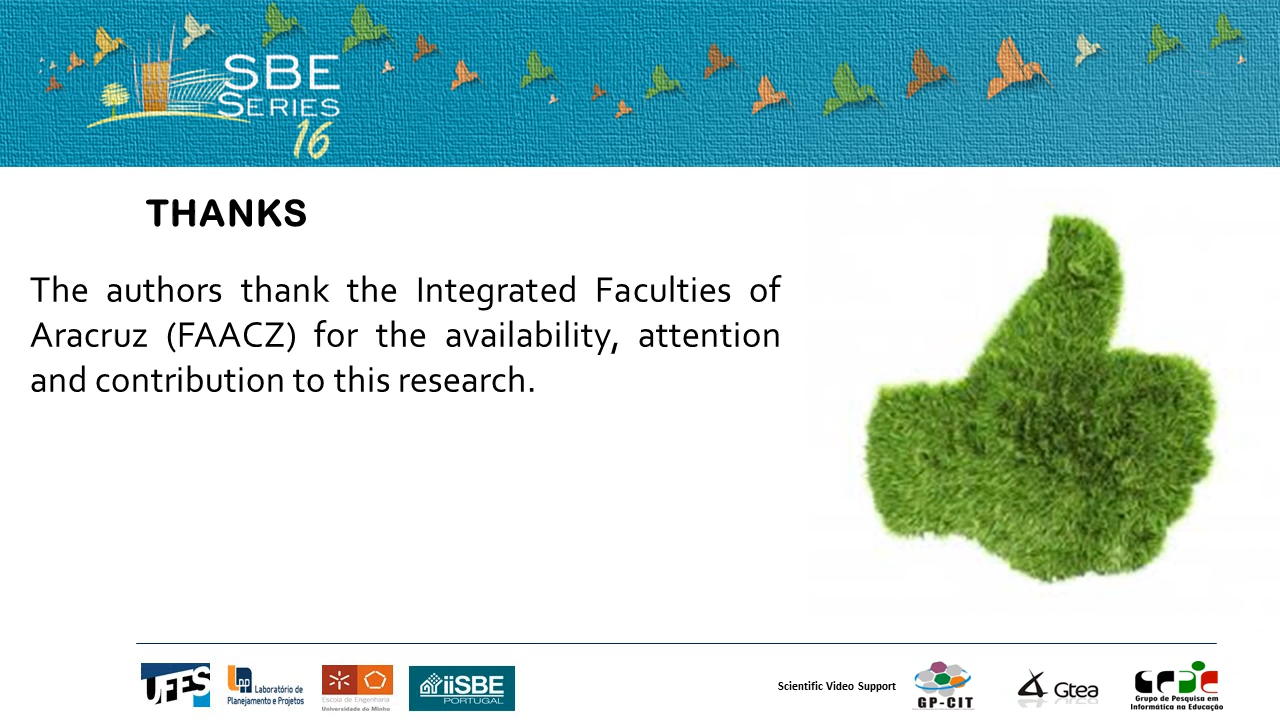 SBE
SERIES
16
THANKS
The authors thank the Integrated Faculties of
Aracruz (FAACZ) for the availability, attention
and contribution to this research.
UFES
LPP
Laboratório de
Planejamento e Projetos
Escola de Engenharia
Universidade do Minho
iiSBE
PORTUGAL
Scientific Video Support
GP-CIT
Gtea
Grupo de Pesquisa em
Informática na Educação